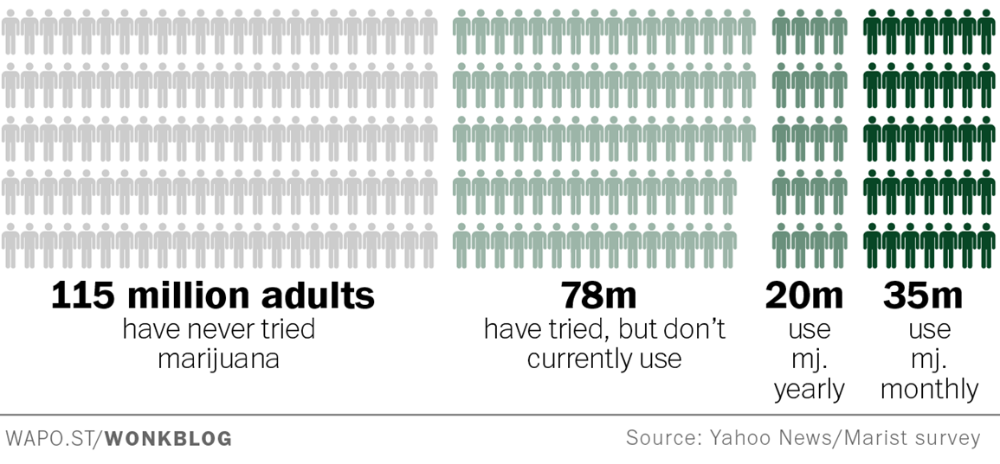 115 million adults
have never tried
marijuana
78m
have tried, but don’t
currently use
20m
use
mj.
yearly
35m
use
mj.
monthly
WAPO.ST/WONKBLOG
Source: Yahoo News/Marist survey